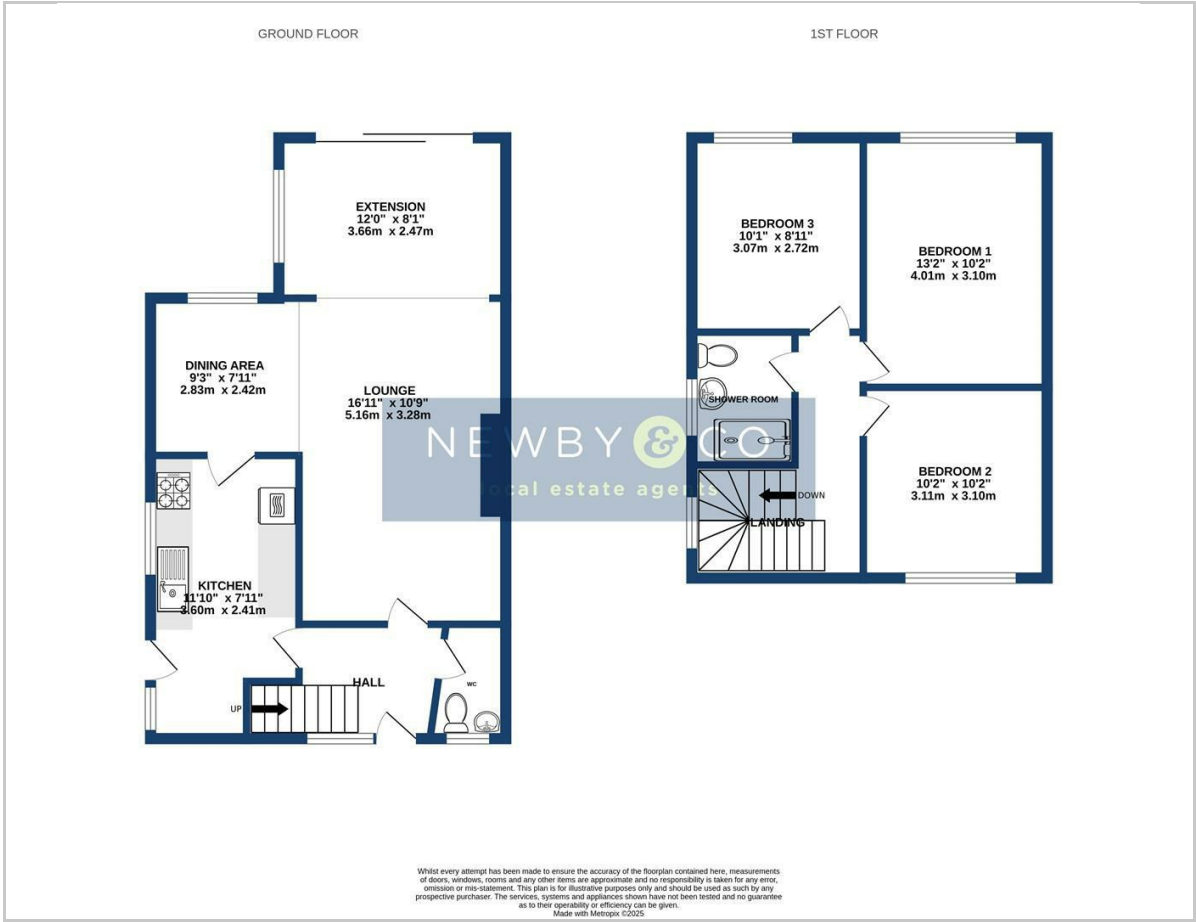 GROUND FLOOR
1ST FLOOR
EXTENSION
12'0" x 8'1"
3.66m x 2.47m
DINING AREA
9'3" x 7'11"
2.83m x 2.42m
LOUNGE
16'11" x 10'9"
5.16m x 3.28m
KITCHEN
11'10" x 7'11"
3.60m x 2.41m
HALL
UP
WC
BEDROOM 3
10'1" x 8'11"
3.07m x 2.72m
BEDROOM 1
13'2" x 10'2"
4.01m x 3.10m
SHOWER ROOM
BEDROOM 2
10'2" x 10'2"
3.11m x 3.10m
DOWN
LANDING
NEWBY & CO
local estate agents
Whilst every attempt has been made to ensure the accuracy of the floorplan contained here, measurements
of doors, windows, rooms and any other items are approximate and no responsibility is taken for any error,
omission or mis-statement. This plan is for illustrative purposes only and should be used as such by any
prospective purchaser. The services, systems and appliances shown have not been tested and no guarantee
as to their operability or efficiency can be given.
Made with Metropix ©2025